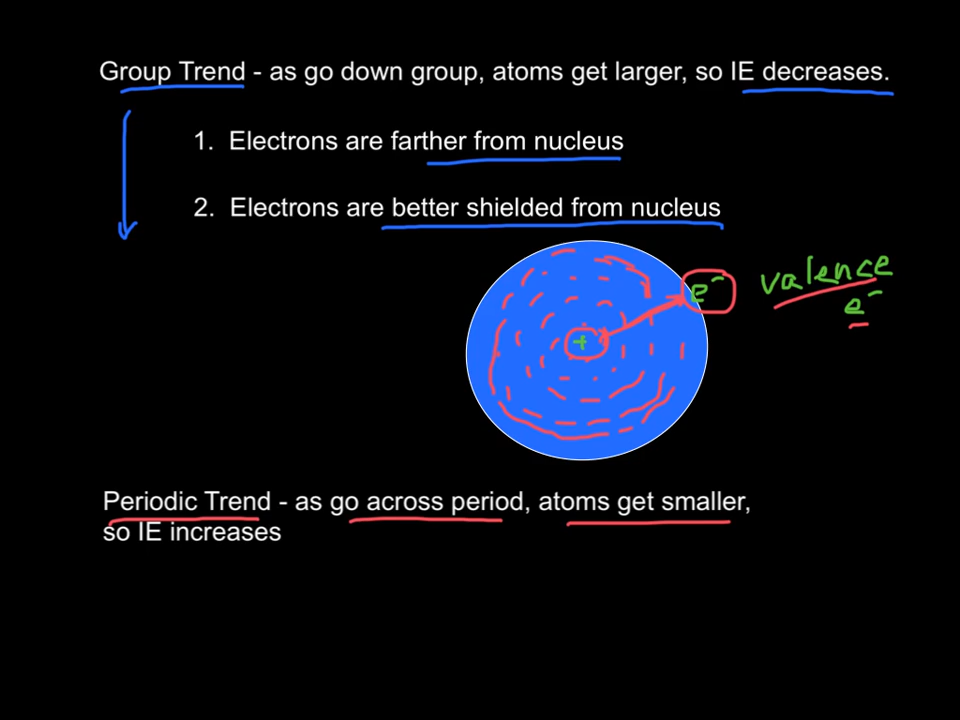 Group Trend - as go down group, atoms get larger, so IE decreases.
1. Electrons are farther from nucleus
2. Electrons are better shielded from nucleus
e⁻ valence
e⁻
+
Periodic Trend - as go across period, atoms get smaller,
so IE increases